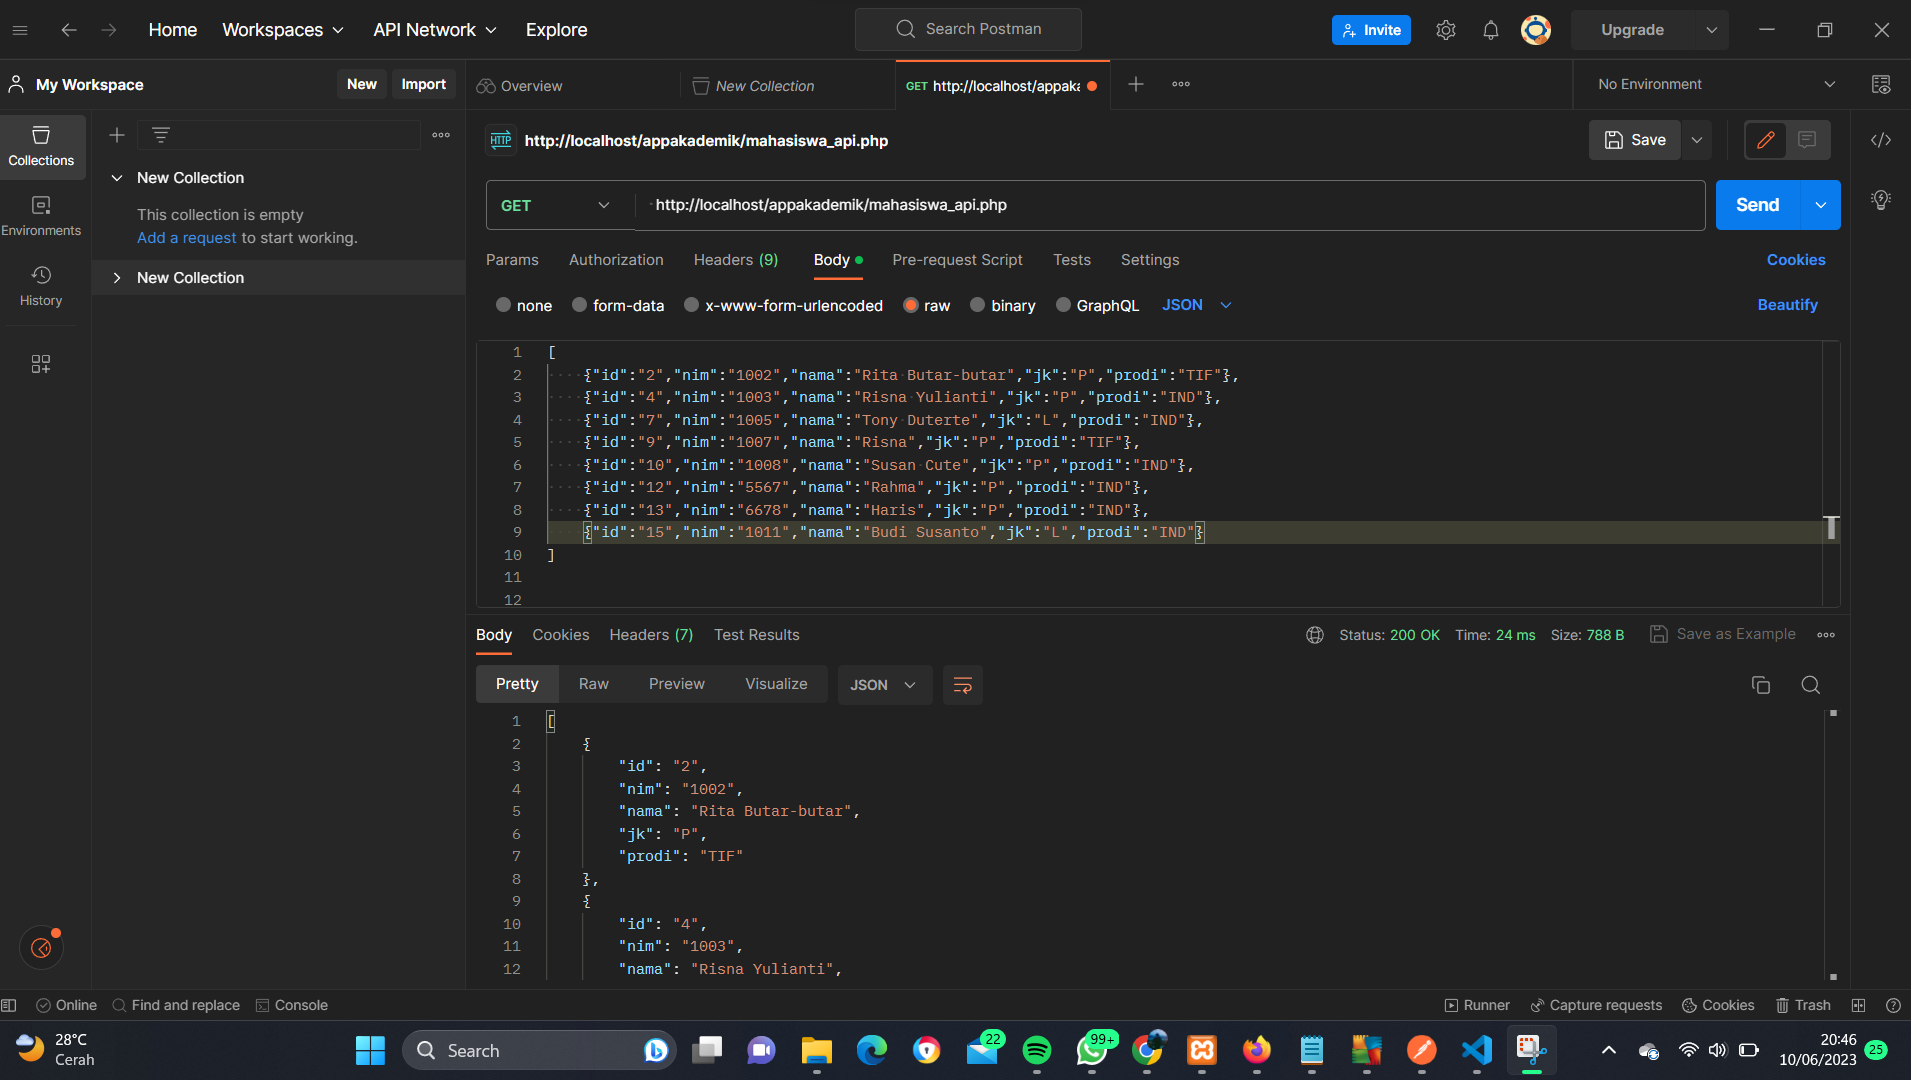 Home Workspaces API Network Explore Search Postman Invite Upgrade
My Workspace New Import Overview New Collection GET http://localhost/appaka No Environment
Collections
Environments
History
New Collection
This collection is empty
Add a request to start working.
New Collection
HTTP http://localhost/appakademik/mahasiswa_api.php Save
GET http://localhost/appakademik/mahasiswa_api.php Send
Params Authorization Headers (9) Body Pre-request Script Tests Settings Cookies
none form-data x-www-form-urlencoded raw binary GraphQL JSON Beautify
1 [
2 {"id":"2","nim":"1002","nama":"Rita Butar-butar","jk":"P","prodi":"TIF"},
3 {"id":"4","nim":"1003","nama":"Risna Yulianti","jk":"P","prodi":"IND"},
4 {"id":"7","nim":"1005","nama":"Tony Duterte","jk":"L","prodi":"IND"},
5 {"id":"9","nim":"1007","nama":"Risna","jk":"P","prodi":"TIF"},
6 {"id":"10","nim":"1008","nama":"Susan Cute","jk":"P","prodi":"IND"},
7 {"id":"12","nim":"5567","nama":"Rahma","jk":"P","prodi":"IND"},
8 {"id":"13","nim":"6678","nama":"Haris","jk":"P","prodi":"IND"},
9 {"id":"15","nim":"1011","nama":"Budi Susanto","jk":"L","prodi":"IND"}
10 ]
11
12
Body Cookies Headers (7) Test Results Status: 200 OK Time: 24 ms Size: 788 B Save as Example
Pretty Raw Preview Visualize JSON
1 [
2 {
3 "id": "2",
4 "nim": "1002",
5 "nama": "Rita Butar-butar",
6 "jk": "P",
7 "prodi": "TIF"
8 },
9 {
10 "id": "4",
11 "nim": "1003",
12 "nama": "Risna Yulianti",
Online Find and replace Console Runner Capture requests Cookies Trash
28°C
Cerah
Search
22
99+
20:46
10/06/2023
25